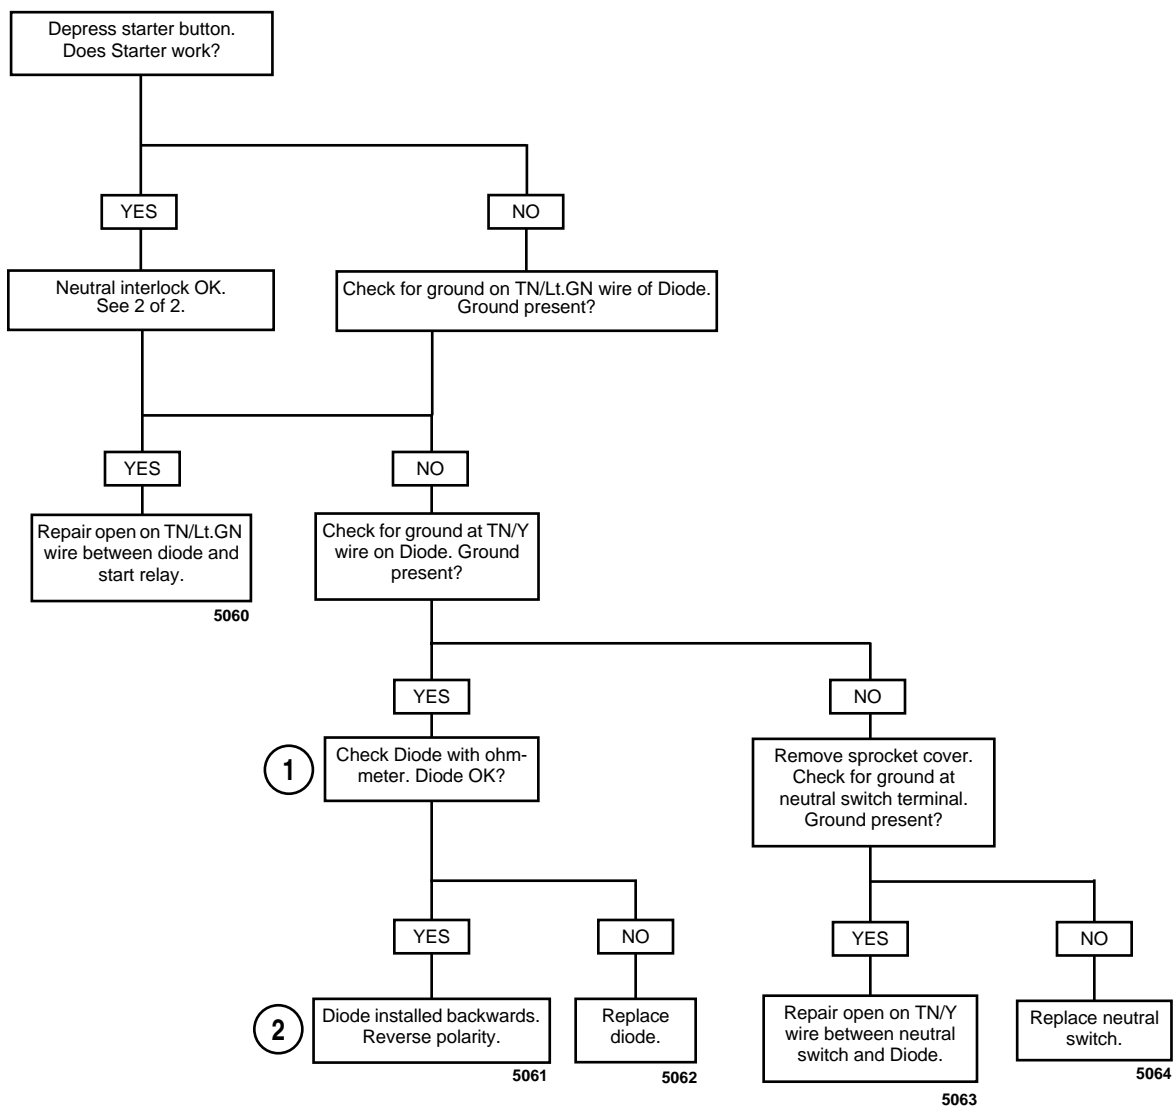 Depress starter button.
Does Starter work?
YES
NO
Neutral interlock OK.
See 2 of 2.
Check for ground on TN/Lt.GN wire of Diode.
Ground present?
YES
NO
Repair open on TN/Lt.GN
wire between diode and
start relay.
5060
Check for ground at TN/Y
wire on Diode. Ground
present?
YES
NO
1
Check Diode with ohm-
meter. Diode OK?
Remove sprocket cover.
Check for ground at
neutral switch terminal.
Ground present?
YES
NO
YES
NO
2
Diode installed backwards.
Reverse polarity.
5061
Replace
diode.
5062
Repair open on TN/Y
wire between neutral
switch and Diode.
5063
Replace neutral
switch.
5064